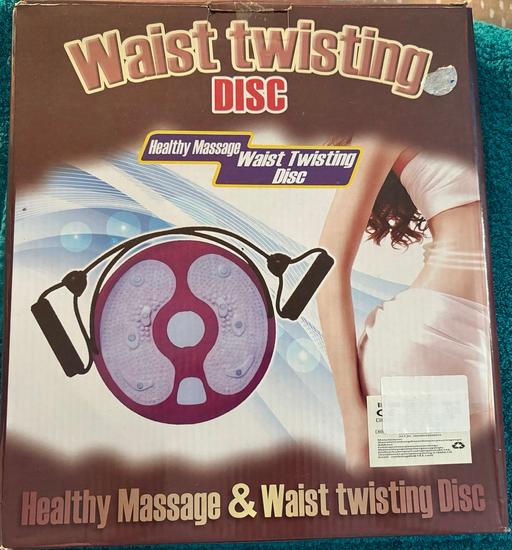 Waist twisting
DISC
Healthy Massage
Waist Twisting
Disc
Healthy Massage & Waist twisting Disc